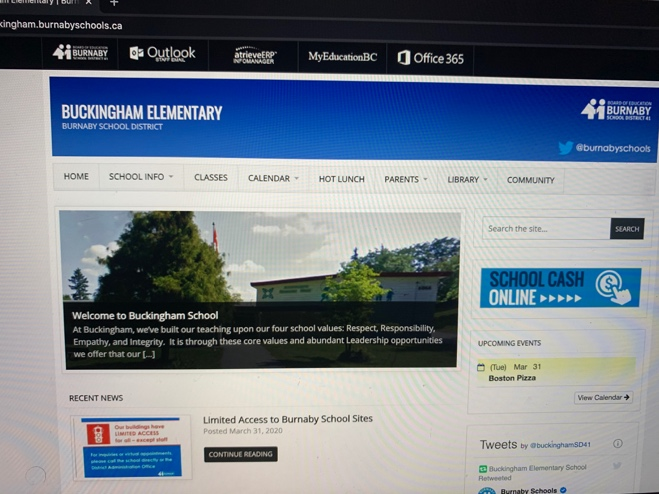 kingham.burnabyschools.ca
BOARD OF EDUCATION
BURNABY
SCHOOL DISTRICT 41
Outlook
STAFF EMAIL
atrieveERP
INFOMANAGER
MyEducationBC
Office 365
BUCKINGHAM ELEMENTARY
BURNABY SCHOOL DISTRICT
BOARD OF EDUCATION
BURNABY
SCHOOL DISTRICT 41
@burnabyschools
HOME SCHOOL INFO CLASSES CALENDAR HOT LUNCH PARENTS LIBRARY COMMUNITY
Search the site... SEARCH
SCHOOL CASH
ONLINE
Welcome to Buckingham School
At Buckingham, we've built our teaching upon our four school values: Respect, Responsibility,
Empathy, and Integrity. It is through these core values and abundant Leadership opportunities
we offer that our [...]
UPCOMING EVENTS
(Tue) Mar 31
Boston Pizza
View Calendar
RECENT NEWS
Our buildings have
LIMITED ACCESS
for all - except staff
For inquiries or virtual appointments,
please call the school directly or the
District Administration Office
Limited Access to Burnaby School Sites
Posted March 31, 2020
CONTINUE READING
Tweets by @buckinghamSD41
Buckingham Elementary School
Retweeted
Burnaby Schools